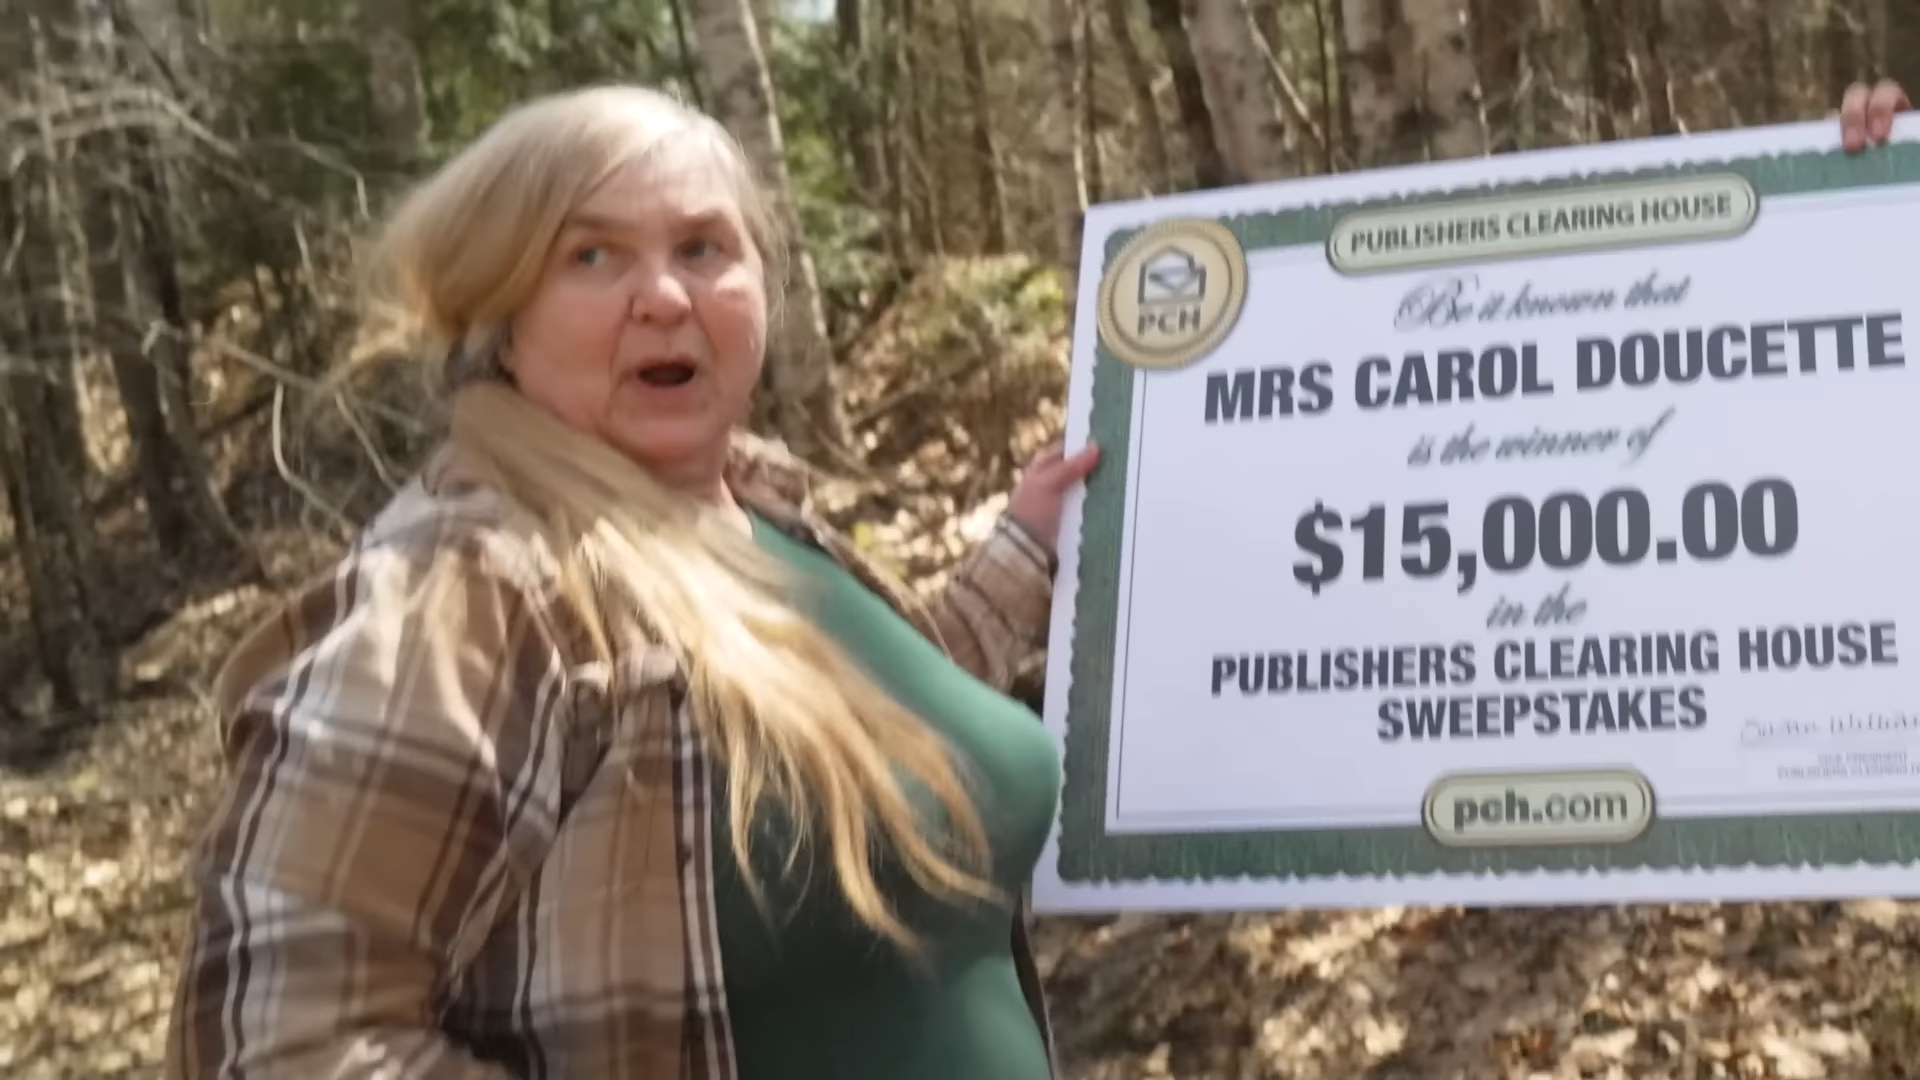 PUBLISHERS CLEARING HOUSE
PCH
Be it known that
MRS CAROL DOUCETTE
is the winner of
$15,000.00
in the
PUBLISHERS CLEARING HOUSE
SWEEPSTAKES
pch.com